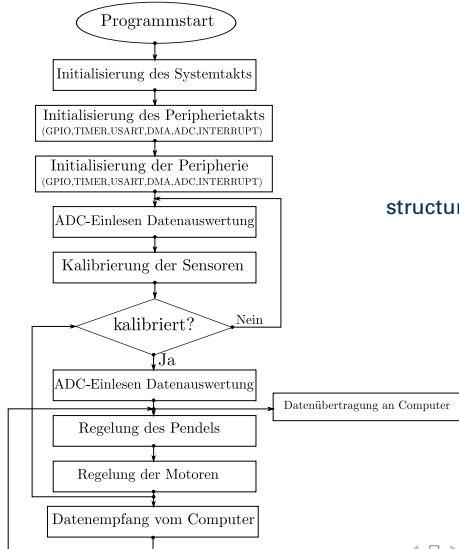 Programmstart
Initialisierung des Systemtakts
Initialisierung des Peripherietakts
(GPIO,TIMER,USART,DMA,ADC,INTERRUPT)
Initialisierung der Peripherie
(GPIO,TIMER,USART,DMA,ADC,INTERRUPT)
ADC-Einlesen Datenauswertung
structur
Kalibrierung der Sensoren
kalibriert?
Nein
Ja
ADC-Einlesen Datenauswertung
Datenübertragung an Computer
Regelung des Pendels
Regelung der Motoren
Datenempfang vom Computer